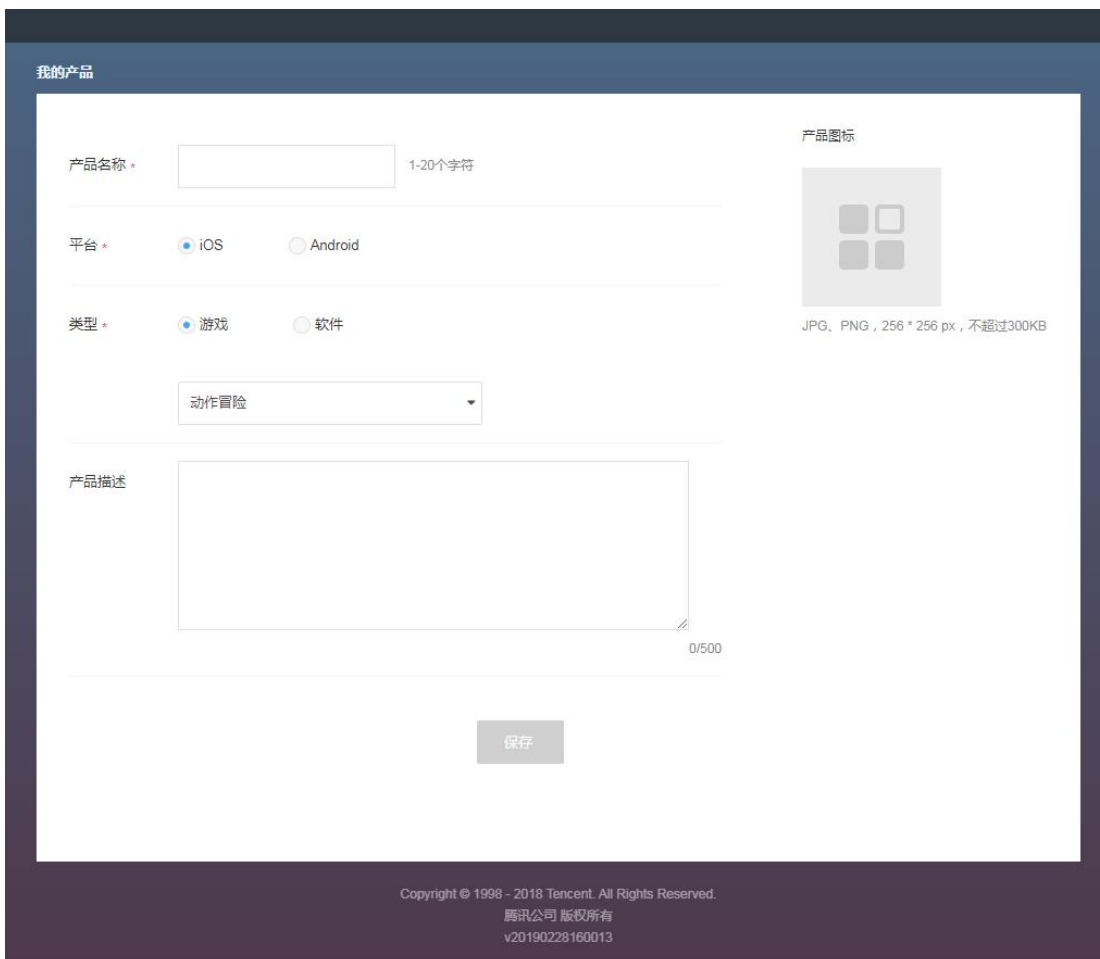 我的产品
产品名称 *
1-20个字符
平台 *
iOS
Android
类型 *
游戏
软件
动作冒险
产品描述
0/500
保存
产品图标
JPG、PNG，256 * 256 px，不超过300KB
Copyright © 1998 - 2018 Tencent. All Rights Reserved.
腾讯公司 版权所有
v20190228160013